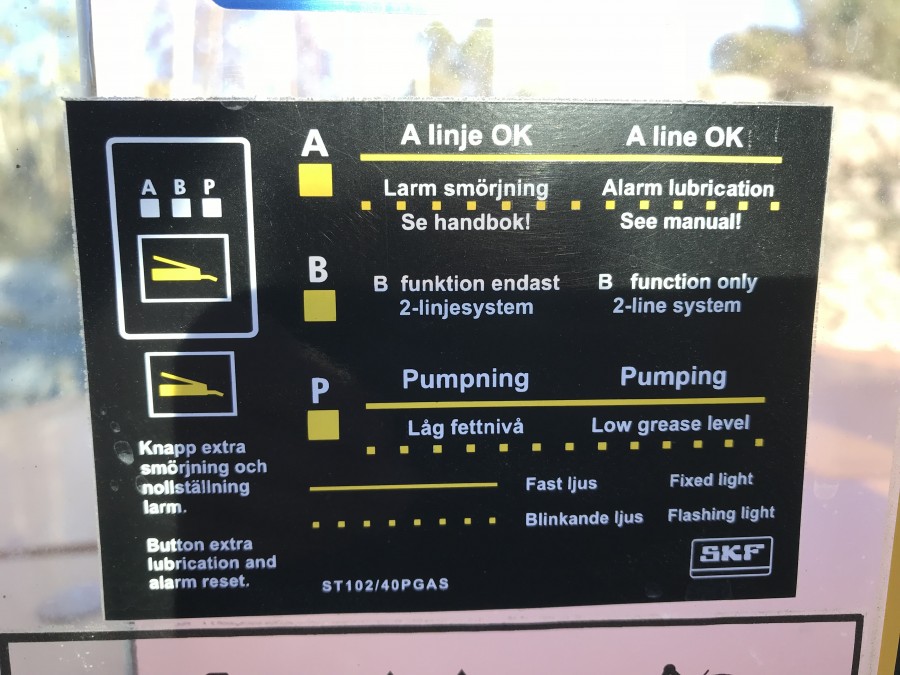 A B P
Knapp extra
smörjning och
nollställning
larm.
Button extra
lubrication and
alarm reset.
A
A linje OK A line OK
Larm smörjning Alarm lubrication
Se handbok! See manual!
B
B funktion endast B function only
2-linjesystem 2-line system
P
Pumpning Pumping
Låg fettnivå Low grease level
Fast ljus Fixed light
Blinkande ljus Flashing light
SKF
ST102/40PGAS